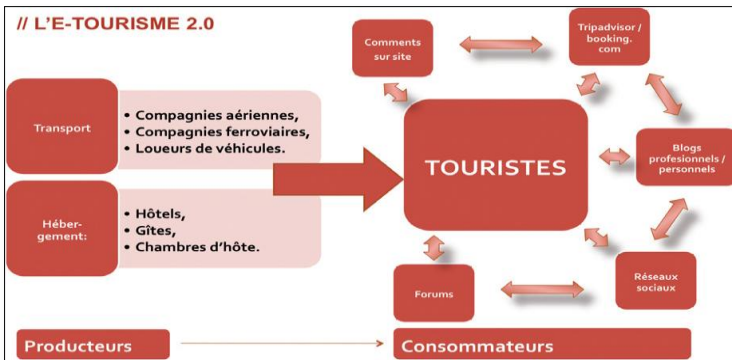 // L'E-TOURISME 2.0
Transport
• Compagnies aériennes,
• Compagnies ferroviaires,
• Loueurs de véhicules.
Héber-
gement:
• Hôtels,
• Gîtes,
• Chambres d'hôte.
Comments
sur site
Tripadvisor /
booking.
com
TOURISTES
Blogs
profesionnels /
personnels
Réseaux
sociaux
Forums
Producteurs
Consommateurs